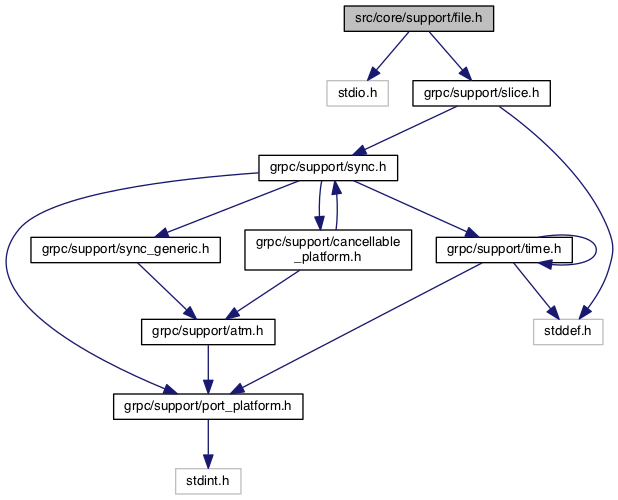 src/core/support/file.h
stdio.h
grpc/support/slice.h
grpc/support/sync.h
grpc/support/sync_generic.h
grpc/support/cancellable
_platform.h
grpc/support/time.h
grpc/support/atm.h
stddef.h
grpc/support/port_platform.h
stdint.h